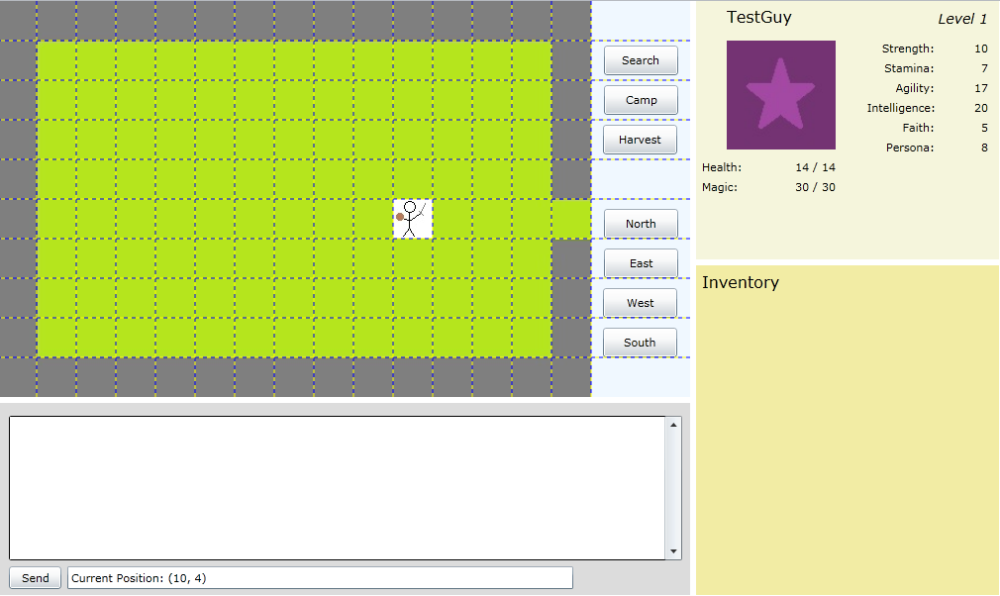 Search
Camp
Harvest
North
East
West
South
TestGuy
Level 1
Strength: 10
Stamina: 7
Agility: 17
Intelligence: 20
Faith: 5
Persona: 8
Health: 14 / 14
Magic: 30 / 30
Inventory
Send
Current Position: (10, 4)